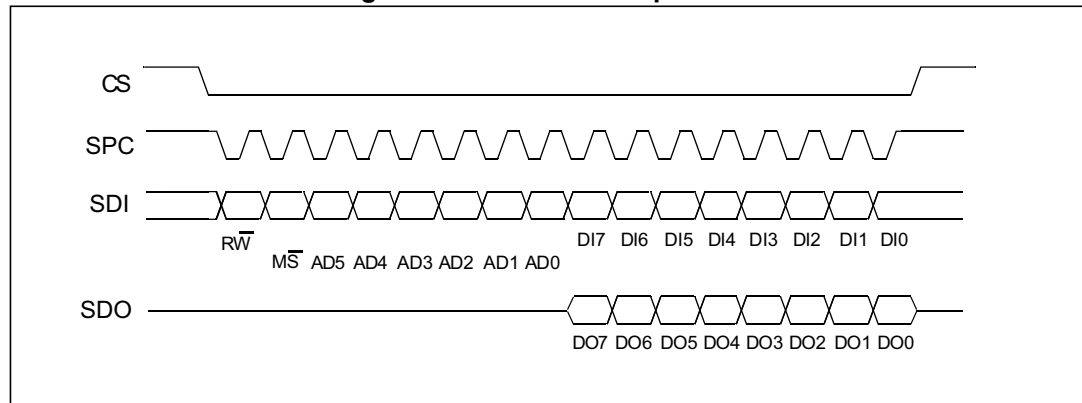 CS
SPC
SDI
RW̅
DI7 DI6 DI5 DI4 DI3 DI2 DI1 DI0
MS̅ AD5 AD4 AD3 AD2 AD1 AD0
SDO
DO7 DO6 DO5 DO4 DO3 DO2 DO1 DO0